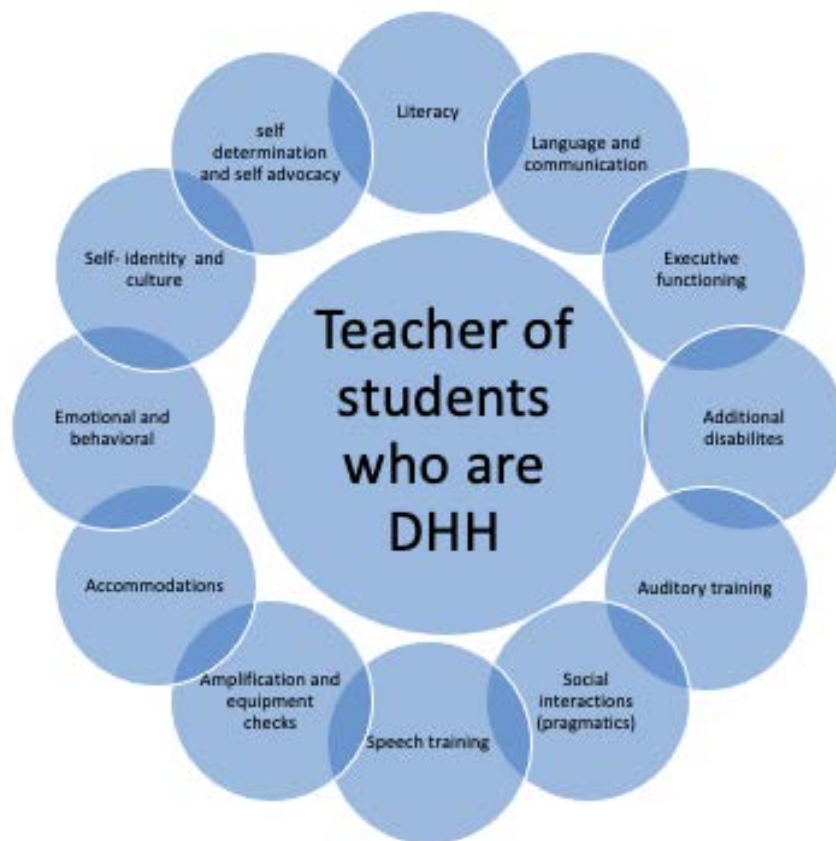 Literacy
Language and
communication
Executive
functioning
Additional
disabilites
Auditory training
Social
interactions
(pragmatics)
Speech training
Amplification and
equipment
checks
Accommodations
Emotional and
behavioral
Self- identity  and
culture
self
determination
and self advocacy
Teacher of
students
who are
DHH